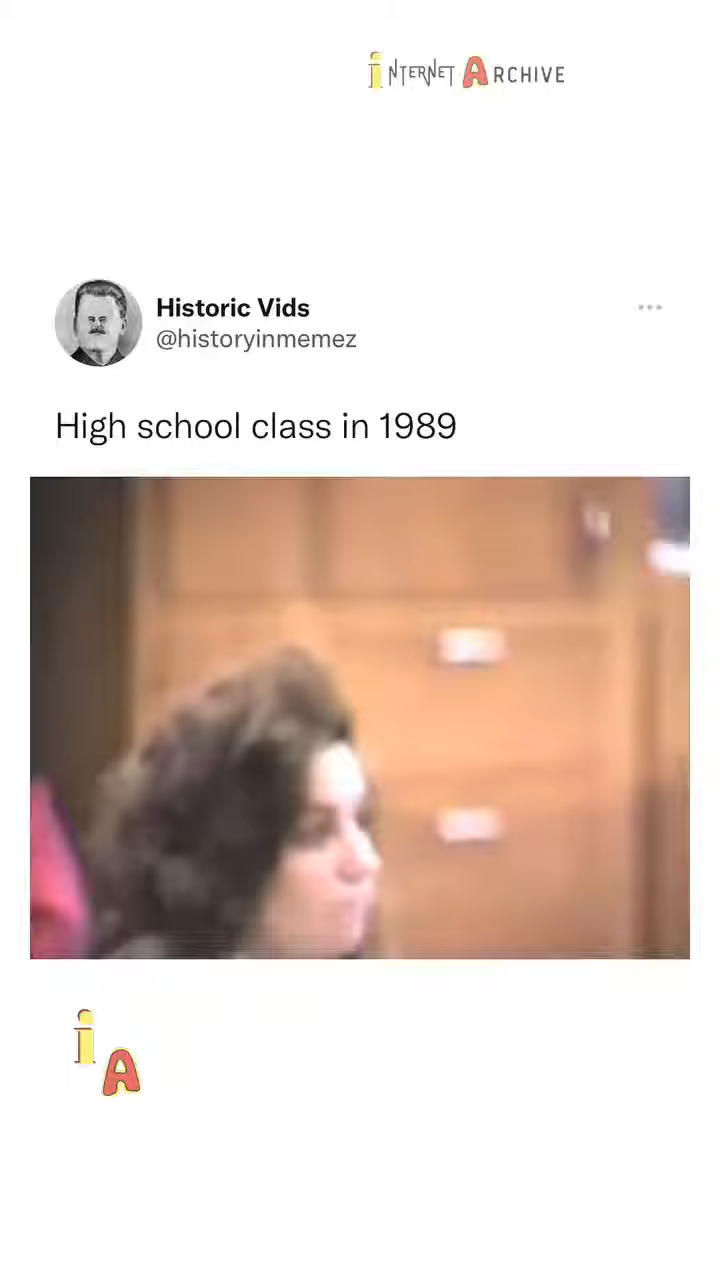 iNTERNET ARCHIVE
Historic Vids
@historyinmemez
High school class in 1989
iA